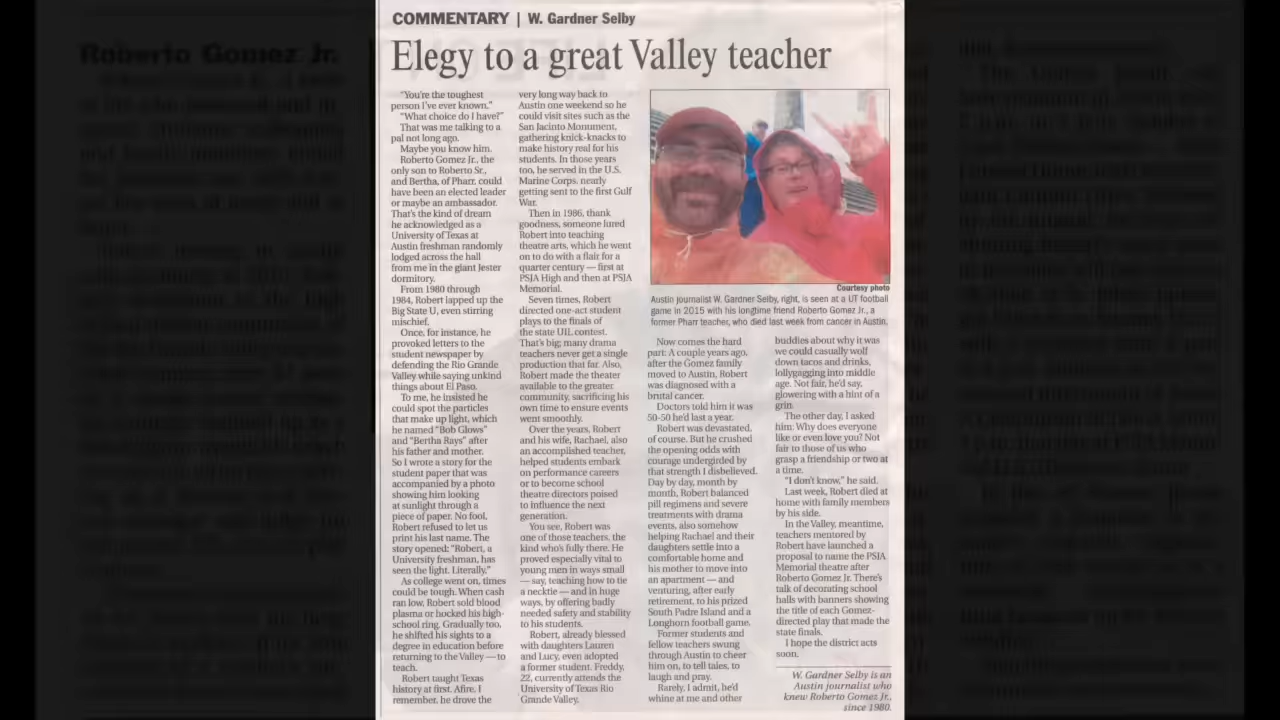 COMMENTARY | W. Gardner Selby
Elegy to a great Valley teacher
"You're the toughest
person I've ever known."
"What choice do I have?"
That was me talking to a
pal not long ago.
Maybe you know him.
Roberto Gomez Jr., the
only son to Roberto Sr.,
and Bertha, of Pharr, could
have been an elected leader
or maybe an ambassador.
That's the kind of dream
he acknowledged as a
University of Texas at
Austin freshman randomly
lodged across the hall
from me in the giant Jester
dormitory.
From 1980 through
1984, Robert lapped up the
Big State U, even stirring
mischief.
Once, for instance, he
provoked letters to the
student newspaper by
defending the Rio Grande
Valley while saying unkind
things about El Paso.
To me, he insisted he
could spot the particles
that make up light, which
he named "Bob Glows"
and "Bertha Rays" after
his father and mother.
So I wrote a story for the
student paper that was
accompanied by a photo
showing him looking
at sunlight through a
piece of paper. No fool,
Robert refused to let us
print his last name. The
story opened: "Robert, a
University freshman, has
seen the light. Literally."
As college went on, times
could be tough. When cash
ran low, Robert sold blood
plasma or hocked his high-
school ring. Gradually too,
he shifted his sights to a
degree in education before
returning to the Valley — to
teach.
Robert taught Texas
history at first. Afire, I
remember, he drove the
very long way back to
Austin one weekend so he
could visit sites such as the
San Jacinto Monument,
gathering knick-knacks to
make history real for his
students. In those years
too, he served in the U.S.
Marine Corps, nearly
getting sent to the first Gulf
War.
Then in 1986, thank
goodness, someone lured
Robert into teaching
theatre arts, which he went
on to do with a flair for a
quarter century — first at
PSJA High and then at PSJA
Memorial.
Seven times, Robert
directed one-act student
plays to the finals of
the state UIL contest.
That's big; many drama
teachers never get a single
production that far. Also,
Robert made the theater
available to the greater
community, sacrificing his
own time to ensure events
went smoothly.
Over the years, Robert
and his wife, Rachael, also
an accomplished teacher,
helped students embark
on performance careers
or to become school
theatre directors poised
to influence the next
generation.
You see, Robert was
one of those teachers, the
kind who's fully there. He
proved especially vital to
young men in ways small
— say, teaching how to tie
a necktie — and in huge
ways, by offering badly
needed safety and stability
to his students.
Robert, already blessed
with daughters Lauren
and Lucy, even adopted
a former student. Freddy,
22, currently attends the
University of Texas Rio
Grande Valley.
Courtesy photo
Austin journalist W. Gardner Selby, right, is seen at a UT football
game in 2015 with his longtime friend Roberto Gomez Jr., a
former Pharr teacher, who died last week from cancer in Austin.
Now comes the hard
part: A couple years ago,
after the Gomez family
moved to Austin, Robert
was diagnosed with a
brutal cancer.
Doctors told him it was
50-50 he'd last a year.
Robert was devastated,
of course. But he crushed
the opening odds with
courage undergirded by
that strength I disbelieved.
Day by day, month by
month, Robert balanced
pill regimens and severe
treatments with drama
events, also somehow
helping Rachael and their
daughters settle into a
comfortable home and
his mother to move into
an apartment — and
venturing, after early
retirement, to his prized
South Padre Island and a
Longhorn football game.
Former students and
fellow teachers swung
through Austin to cheer
him on, to tell tales, to
laugh and pray.
Rarely, I admit, he'd
whine at me and other
buddies about why it was
we could casually wolf
down tacos and drinks,
lollygagging into middle
age. Not fair, he'd say,
glowering with a hint of a
grin.
The other day, I asked
him: Why does everyone
like or even love you? Not
fair to those of us who
grasp a friendship or two at
a time.
"I don't know," he said.
Last week, Robert died at
home with family members
by his side.
In the Valley, meantime,
teachers mentored by
Robert have launched a
proposal to name the PSJA
Memorial theatre after
Roberto Gomez Jr. There's
talk of decorating school
halls with banners showing
the title of each Gomez-
directed play that made the
state finals.
I hope the district acts
soon.
W. Gardner Selby is an
Austin journalist who
knew Roberto Gomez Jr.,
since 1980.
Roberto Gomez Jr.